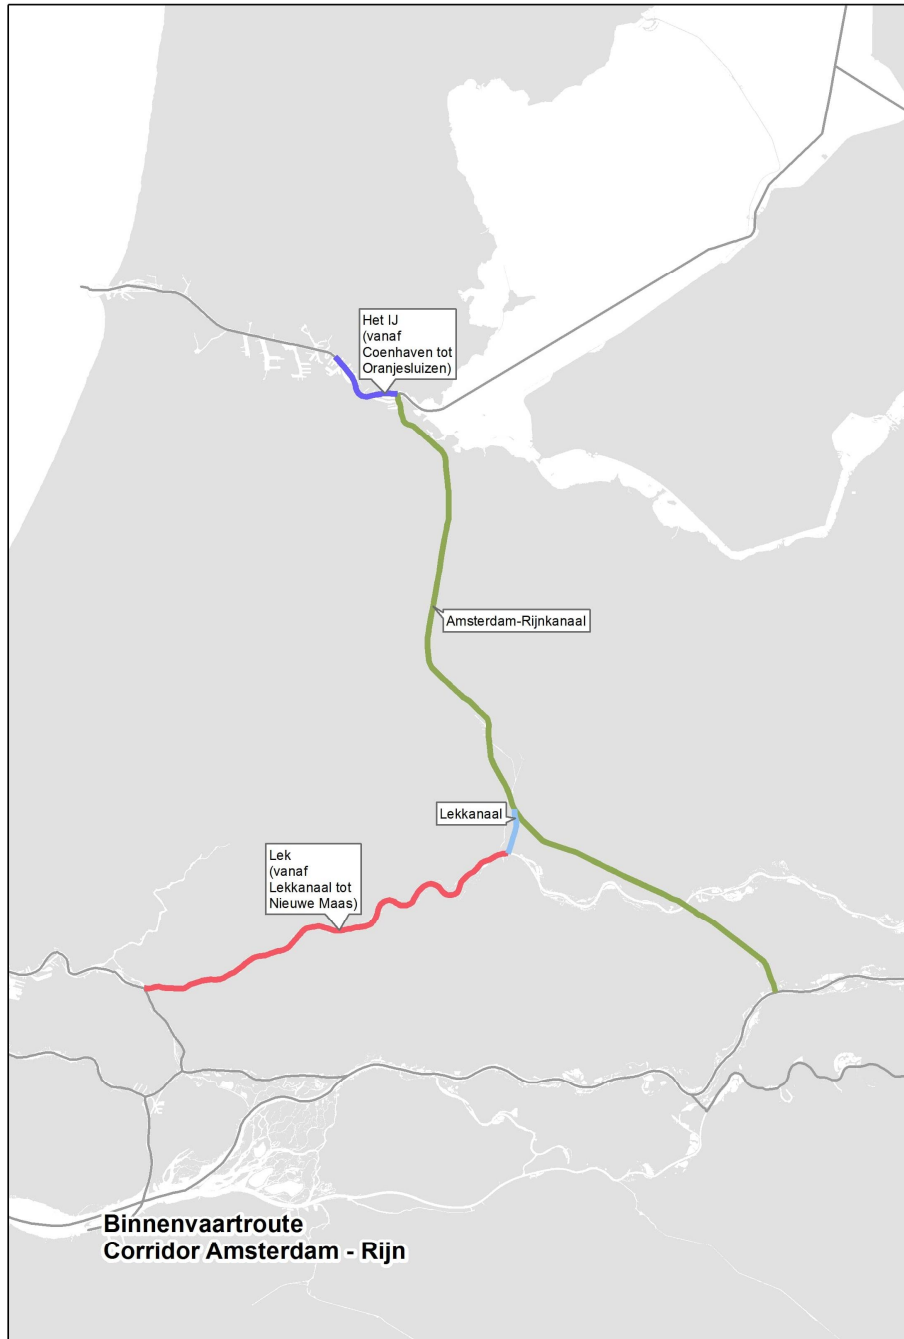 Het IJ
(vanaf
Coenhaven tot
Oranjesluizen)
Amsterdam-Rijnkanaal
Lekkanaal
Lek
(vanaf
Lekkanaal tot
Nieuwe Maas)
Binnenvaartroute
Corridor Amsterdam - Rijn